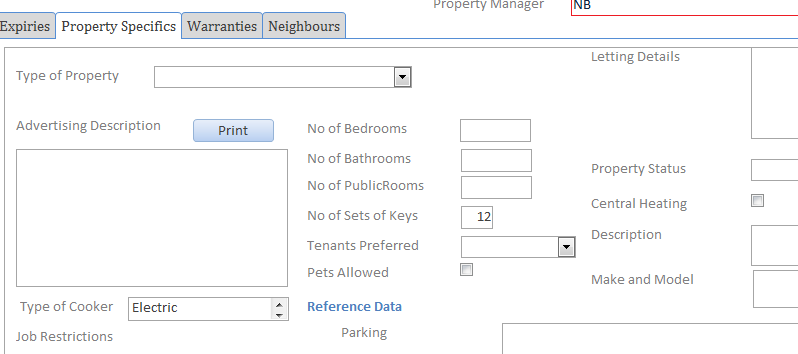 Property Manager NB
Expiries Property Specifics Warranties Neighbours
Letting Details
Type of Property
Advertising Description Print No of Bedrooms
No of Bathrooms
Property Status
No of PublicRooms
Central Heating
No of Sets of Keys 12
Description
Tenants Preferred
Pets Allowed
Make and Model
Type of Cooker Electric Reference Data
Job Restrictions Parking